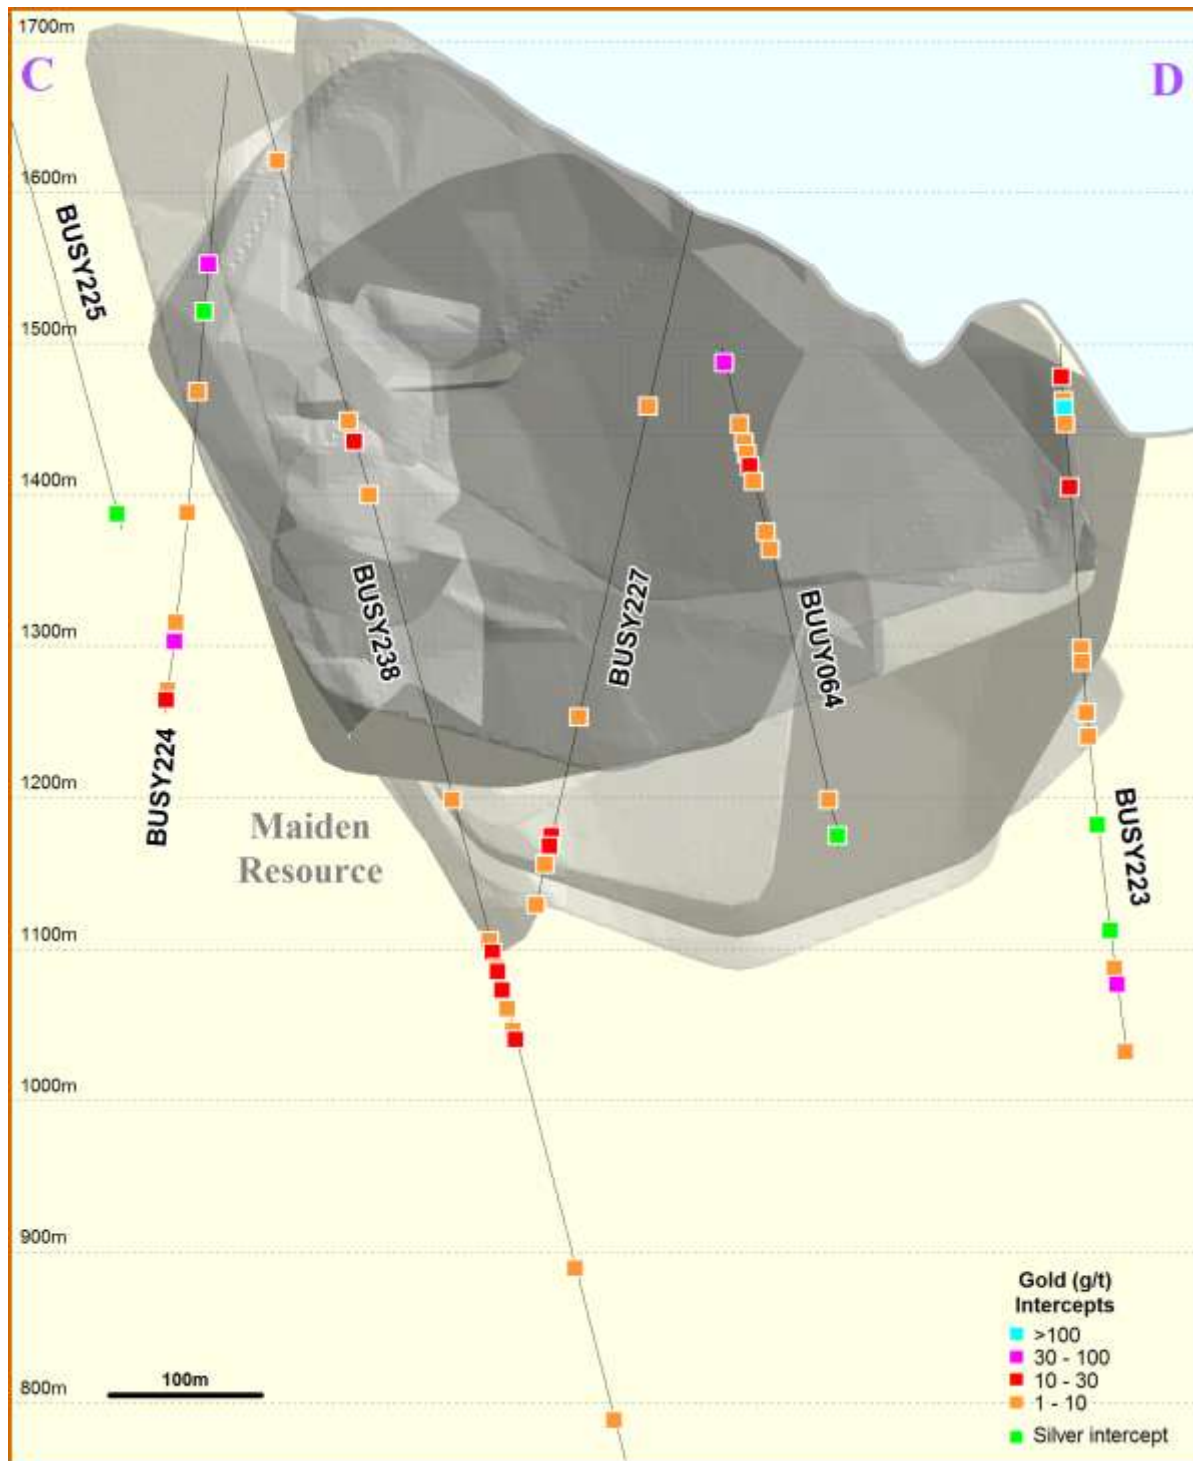 1700m
C
D
1600m
BUSY225
1500m
1400m
BUSY238
BUSY227
BUUY064
1300m
BUSY224
1200m
BUSY223
Maiden
Resource
1100m
1000m
900m
Gold (g/t)
Intercepts
>100
30 - 100
10 - 30
1 - 10
Silver intercept
800m
100m